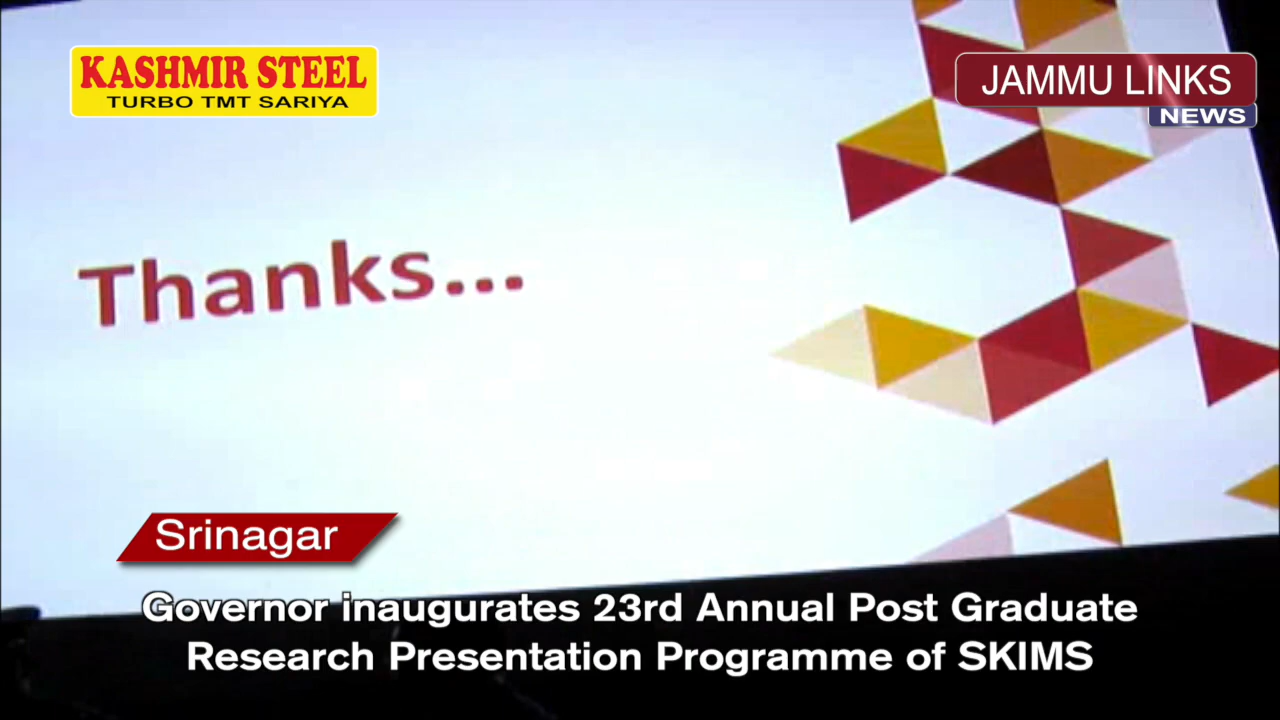 KASHMIR STEEL
TURBO TMT SARIYA
JAMMU LINKS
NEWS
Thanks...
Srinagar
Governor inaugurates 23rd Annual Post Graduate
Research Presentation Programme of SKIMS